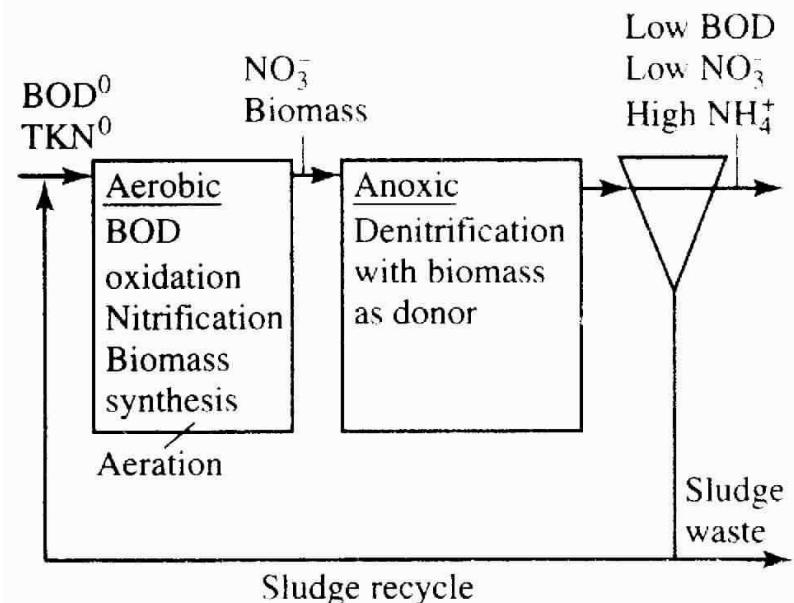 BOD⁰
TKN⁰
NO₃⁻
Biomass
Low BOD
Low NO₃⁻
High NH₄⁺
Aerobic
BOD
oxidation
Nitrification
Biomass
synthesis
Aeration
Anoxic
Denitrification
with biomass
as donor
Sludge
waste
Sludge recycle